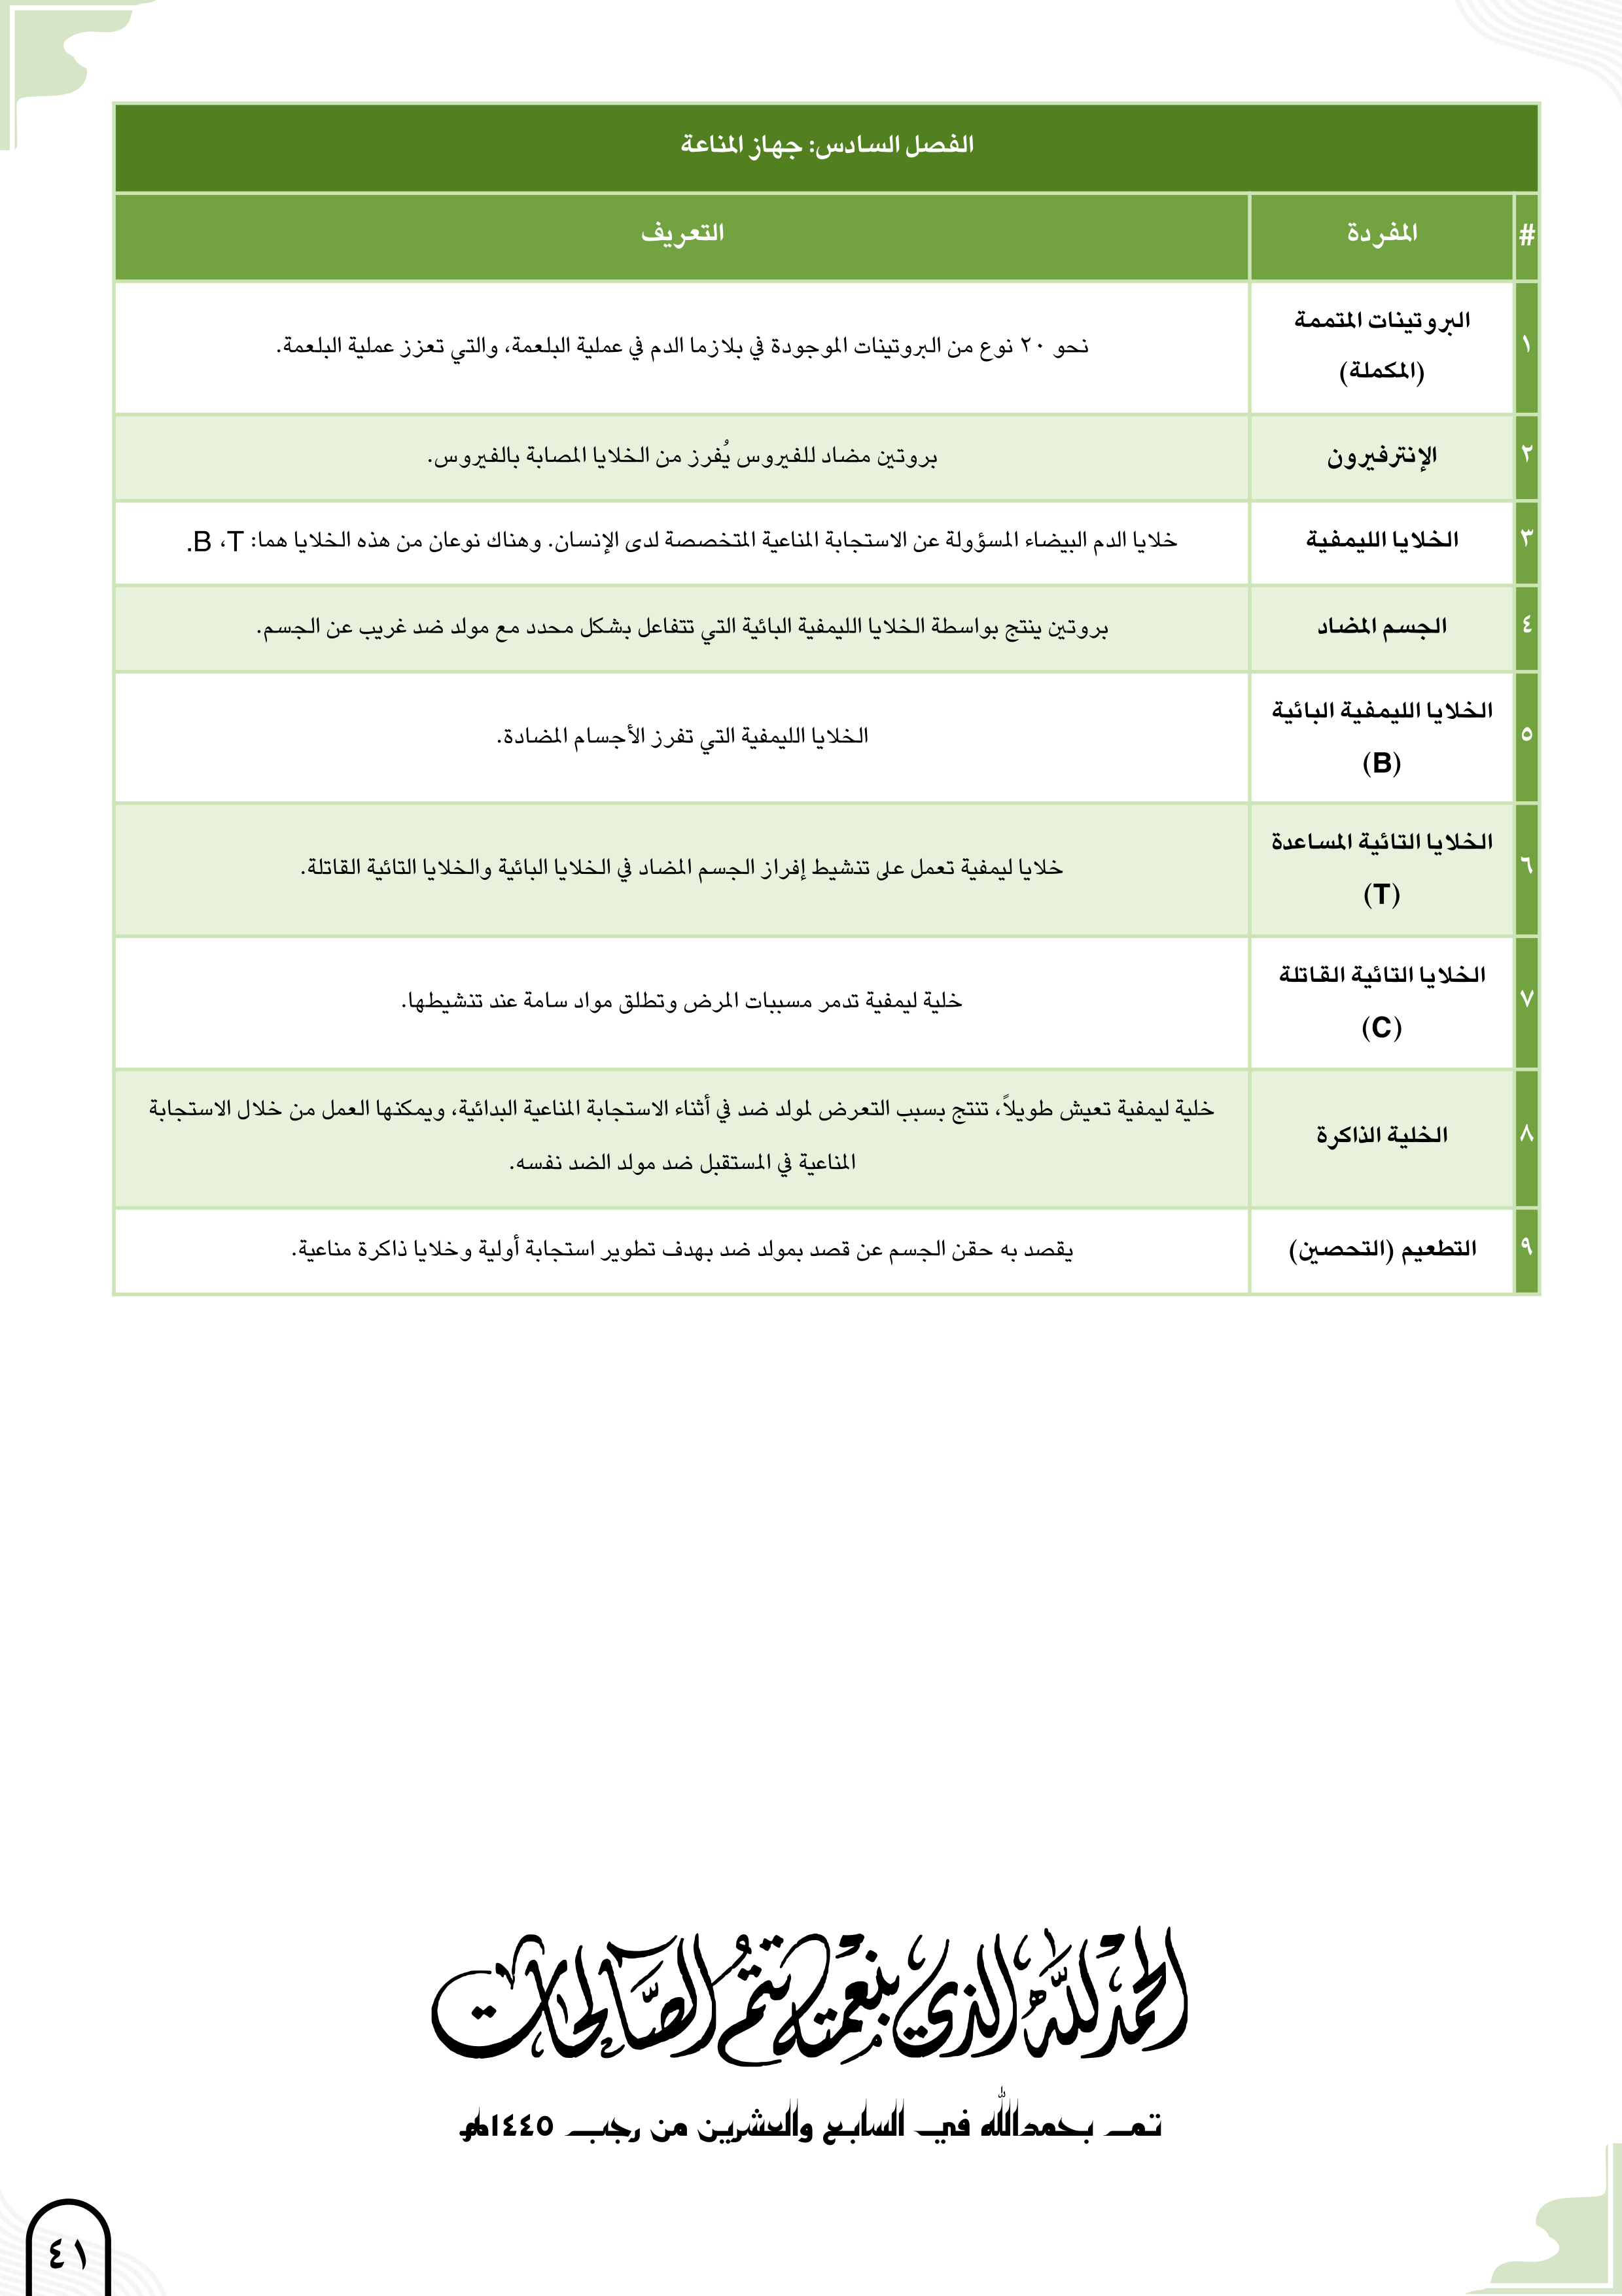 الفصل السادس: جهاز المناعة
# المفردة التعريف
١ البروتينات المتممة
(المكملة)
نحو ٢٠ نوع من البروتينات الموجودة في بلازما الدم في عملية البلعمة، والتي تعزز عملية البلعمة.
٢ الإنترفيرون
بروتين مضاد للفيروس يُفرز من الخلايا المصابة بالفيروس.
٣ الخلايا الليمفية
خلايا الدم البيضاء المسؤولة عن الاستجابة المناعية المتخصصة لدى الإنسان. وهناك نوعان من هذه الخلايا هما: B ،T.
٤ الجسم المضاد
بروتين ينتج بواسطة الخلايا الليمفية البائية التي تتفاعل بشكل محدد مع مولد ضد غريب عن الجسم.
٥ الخلايا الليمفية البائية
(B)
الخلايا الليمفية التي تفرز الأجسام المضادة.
٦ الخلايا التائية المساعدة
(T)
خلايا ليمفية تعمل على تنشيط إفراز الجسم المضاد في الخلايا البائية والخلايا التائية القاتلة.
٧ الخلايا التائية القاتلة
(C)
خلية ليمفية تدمر مسببات المرض وتطلق مواد سامة عند تنشيطها.
٨ الخلية الذاكرة
خلية ليمفية تعيش طويلاً، تنتج بسبب التعرض لمولد ضد في أثناء الاستجابة المناعية البدائية، ويمكنها العمل من خلال الاستجابة
المناعية في المستقبل ضد مولد الضد نفسه.
٩ التطعيم (التحصين)
يقصد به حقن الجسم عن قصد بمولد ضد بهدف تطوير استجابة أولية وخلايا ذاكرة مناعية.
الحمد لله الذي بنعمته تتم الصالحات
تم بحمدالله في السابع والعشرين من رجب ١٤٤٥هـ
٤١